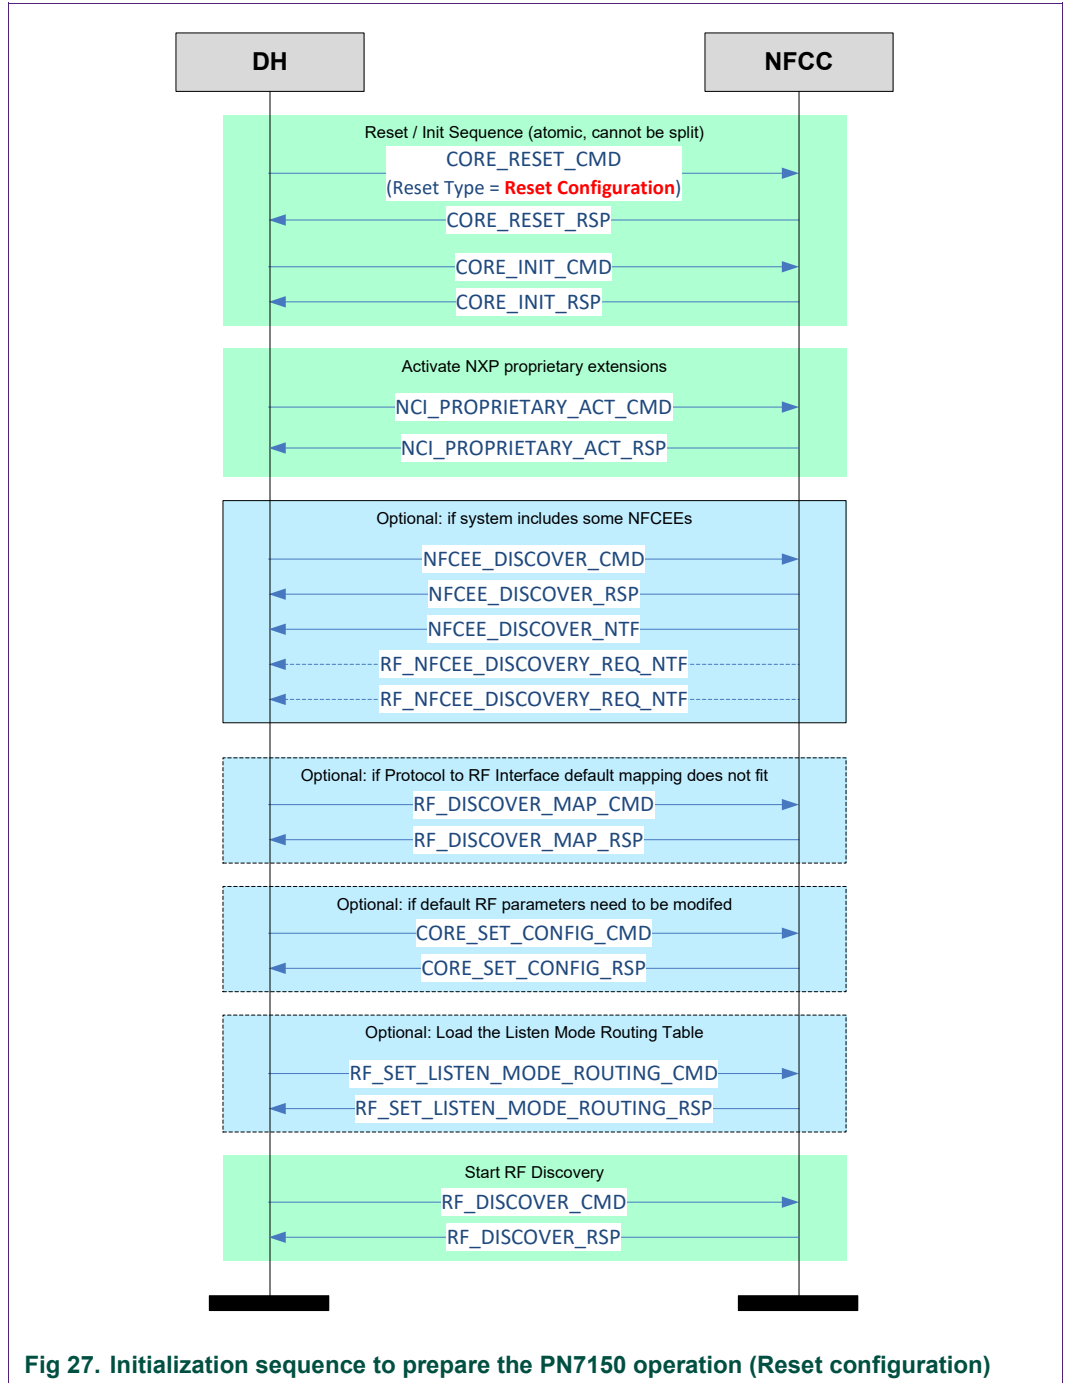 DH
NFCC
Reset / Init Sequence (atomic, cannot be split)
CORE_RESET_CMD
(Reset Type = Reset Configuration)
CORE_RESET_RSP
CORE_INIT_CMD
CORE_INIT_RSP
Activate NXP proprietary extensions
NCI_PROPRIETARY_ACT_CMD
NCI_PROPRIETARY_ACT_RSP
Optional: if system includes some NFCEEs
NFCEE_DISCOVER_CMD
NFCEE_DISCOVER_RSP
NFCEE_DISCOVER_NTF
RF_NFCEE_DISCOVERY_REQ_NTF
RF_NFCEE_DISCOVERY_REQ_NTF
Optional: if Protocol to RF Interface default mapping does not fit
RF_DISCOVER_MAP_CMD
RF_DISCOVER_MAP_RSP
Optional: if default RF parameters need to be modifed
CORE_SET_CONFIG_CMD
CORE_SET_CONFIG_RSP
Optional: Load the Listen Mode Routing Table
RF_SET_LISTEN_MODE_ROUTING_CMD
RF_SET_LISTEN_MODE_ROUTING_RSP
Start RF Discovery
RF_DISCOVER_CMD
RF_DISCOVER_RSP
Fig 27. Initialization sequence to prepare the PN7150 operation (Reset configuration)